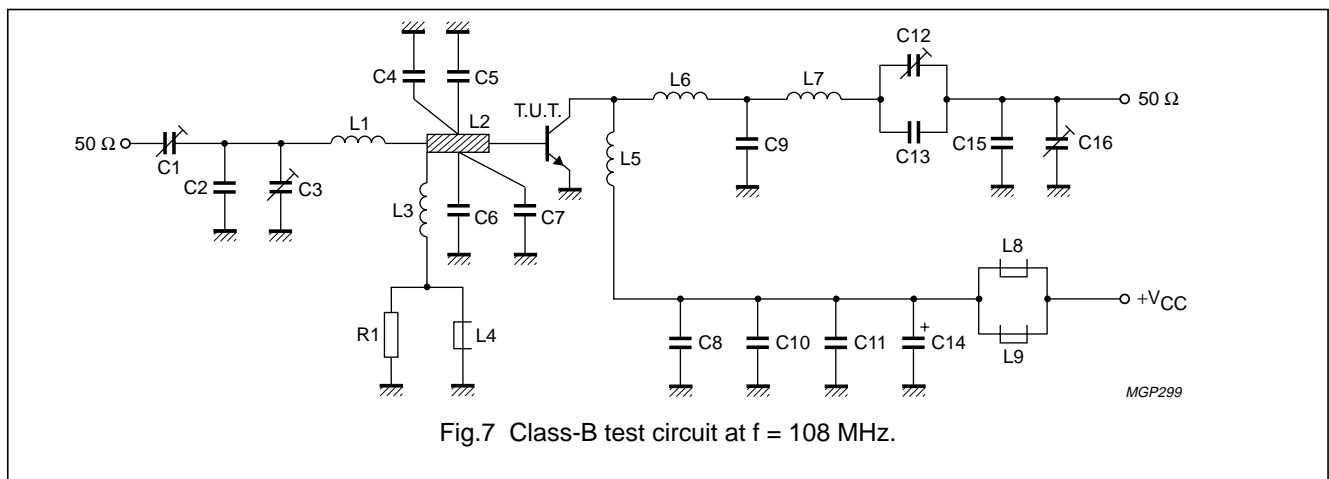 C12
C4
C5
L6
L7
T.U.T.
50 Ω
L1
L2
50 Ω
C1
C13
C9
C15
C16
L5
C2
C3
L3
C6
C7
L8
+VCC
R1
L4
C8
C10
C11
+
C14
L9
MGP299
Fig.7 Class-B test circuit at f = 108 MHz.